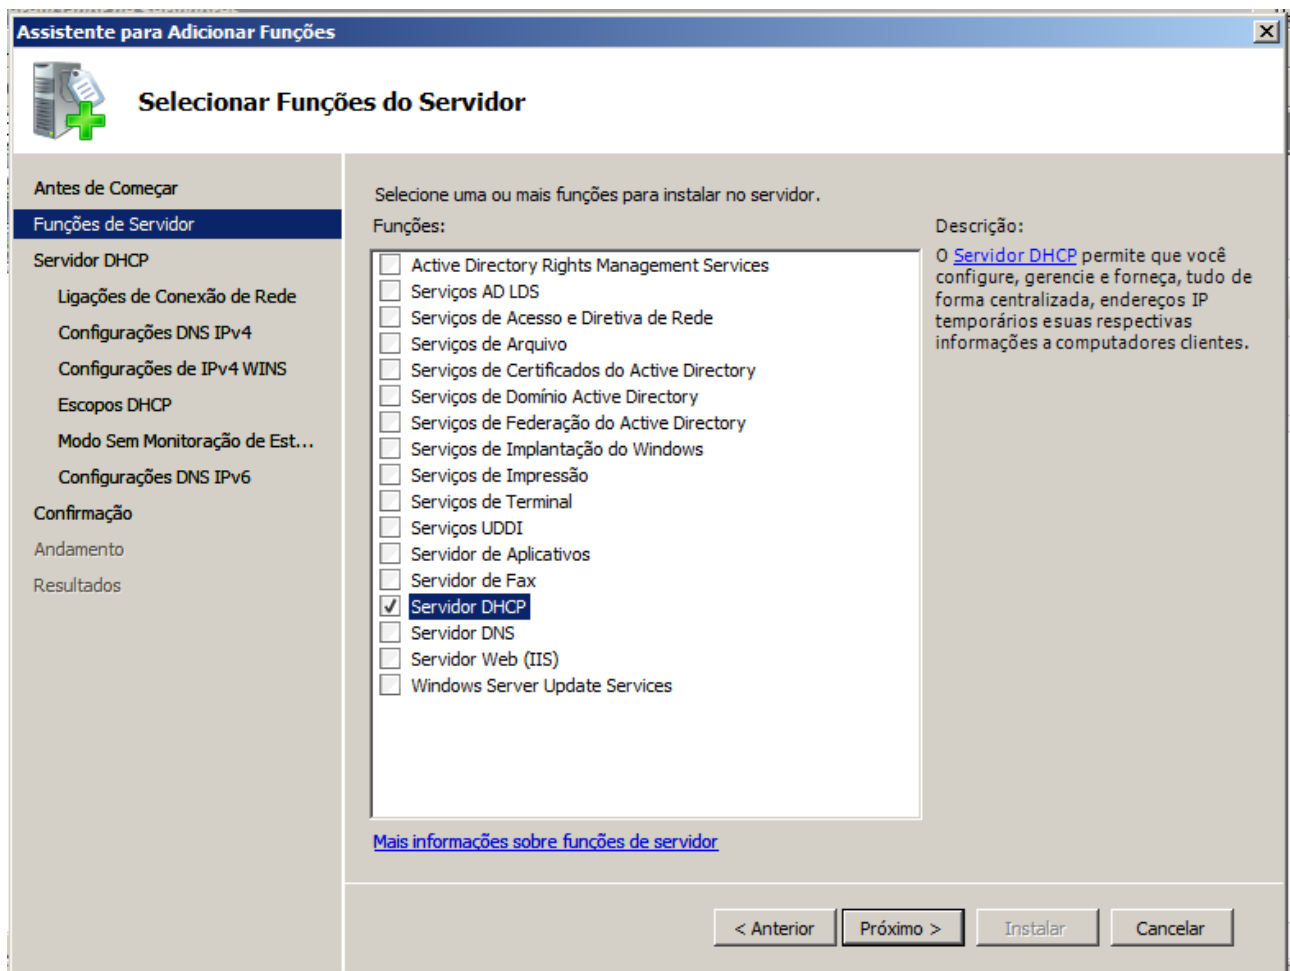 Assistente para Adicionar Funções
Selecionar Funções do Servidor
Antes de Começar
Funções de Servidor
Servidor DHCP
Ligações de Conexão de Rede
Configurações DNS IPv4
Configurações de IPv4 WINS
Escopos DHCP
Modo Sem Monitoração de Est...
Configurações DNS IPv6
Confirmação
Andamento
Resultados
Selecione uma ou mais funções para instalar no servidor.
Funções:
Active Directory Rights Management Services
Serviços AD LDS
Serviços de Acesso e Diretiva de Rede
Serviços de Arquivo
Serviços de Certificados do Active Directory
Serviços de Domínio Active Directory
Serviços de Federação do Active Directory
Serviços de Implantação do Windows
Serviços de Impressão
Serviços de Terminal
Serviços UDDI
Servidor de Aplicativos
Servidor de Fax
Servidor DHCP
Servidor DNS
Servidor Web (IIS)
Windows Server Update Services
Mais informações sobre funções de servidor
Descrição:
O Servidor DHCP permite que você
configure, gerencie e forneça, tudo de
forma centralizada, endereços IP
temporários esuas respectivas
informações a computadores clientes.
< Anterior
Próximo >
Instalar
Cancelar